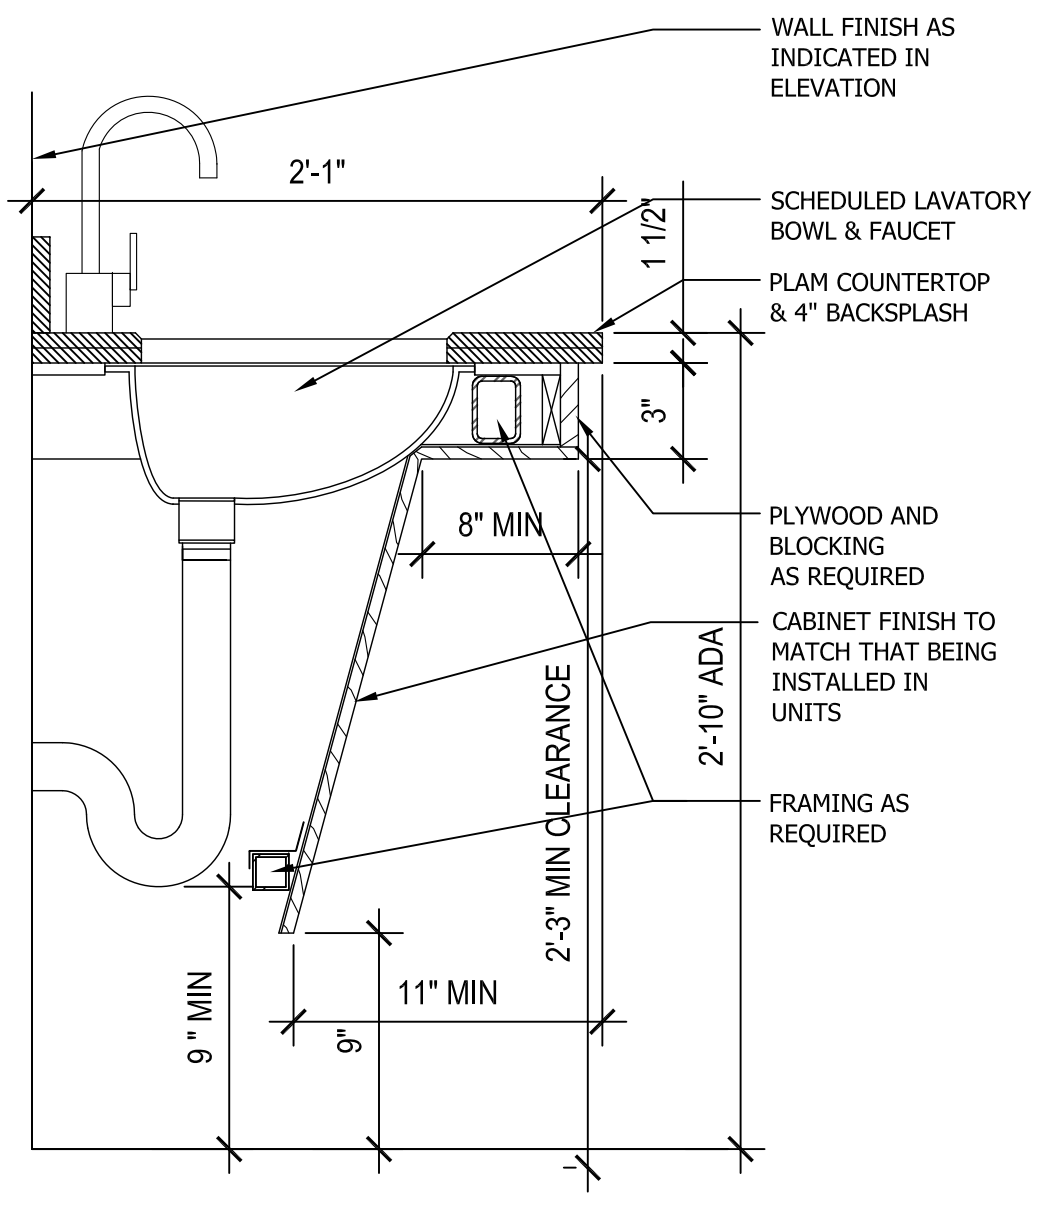 WALL FINISH AS
INDICATED IN
ELEVATION
2'-1"
SCHEDULED LAVATORY
BOWL & FAUCET
1 1/2"
PLAM COUNTERTOP
& 4" BACKSPLASH
3"
PLYWOOD AND
BLOCKING
AS REQUIRED
8" MIN
CABINET FINISH TO
MATCH THAT BEING
INSTALLED IN
UNITS
2'-10" ADA
2'-3" MIN CLEARANCE
FRAMING AS
REQUIRED
11" MIN
9 " MIN
9"